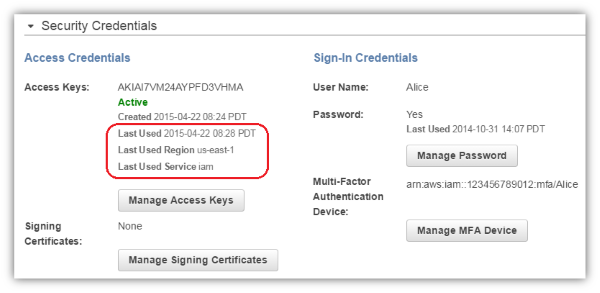 Security Credentials
Access Credentials
Access Keys: AKIAI7VM24AYPFD3VHMA
Active
Created 2015-04-22 08:24 PDT
Last Used 2015-04-22 08:28 PDT
Last Used Region us-east-1
Last Used Service iam
Manage Access Keys
Signing Certificates: None
Manage Signing Certificates
Sign-In Credentials
User Name: Alice
Password: Yes
Last Used 2014-10-31 14:07 PDT
Manage Password
Multi-Factor arn:aws:iam::123456789012:mfa/Alice
Authentication
Device:
Manage MFA Device